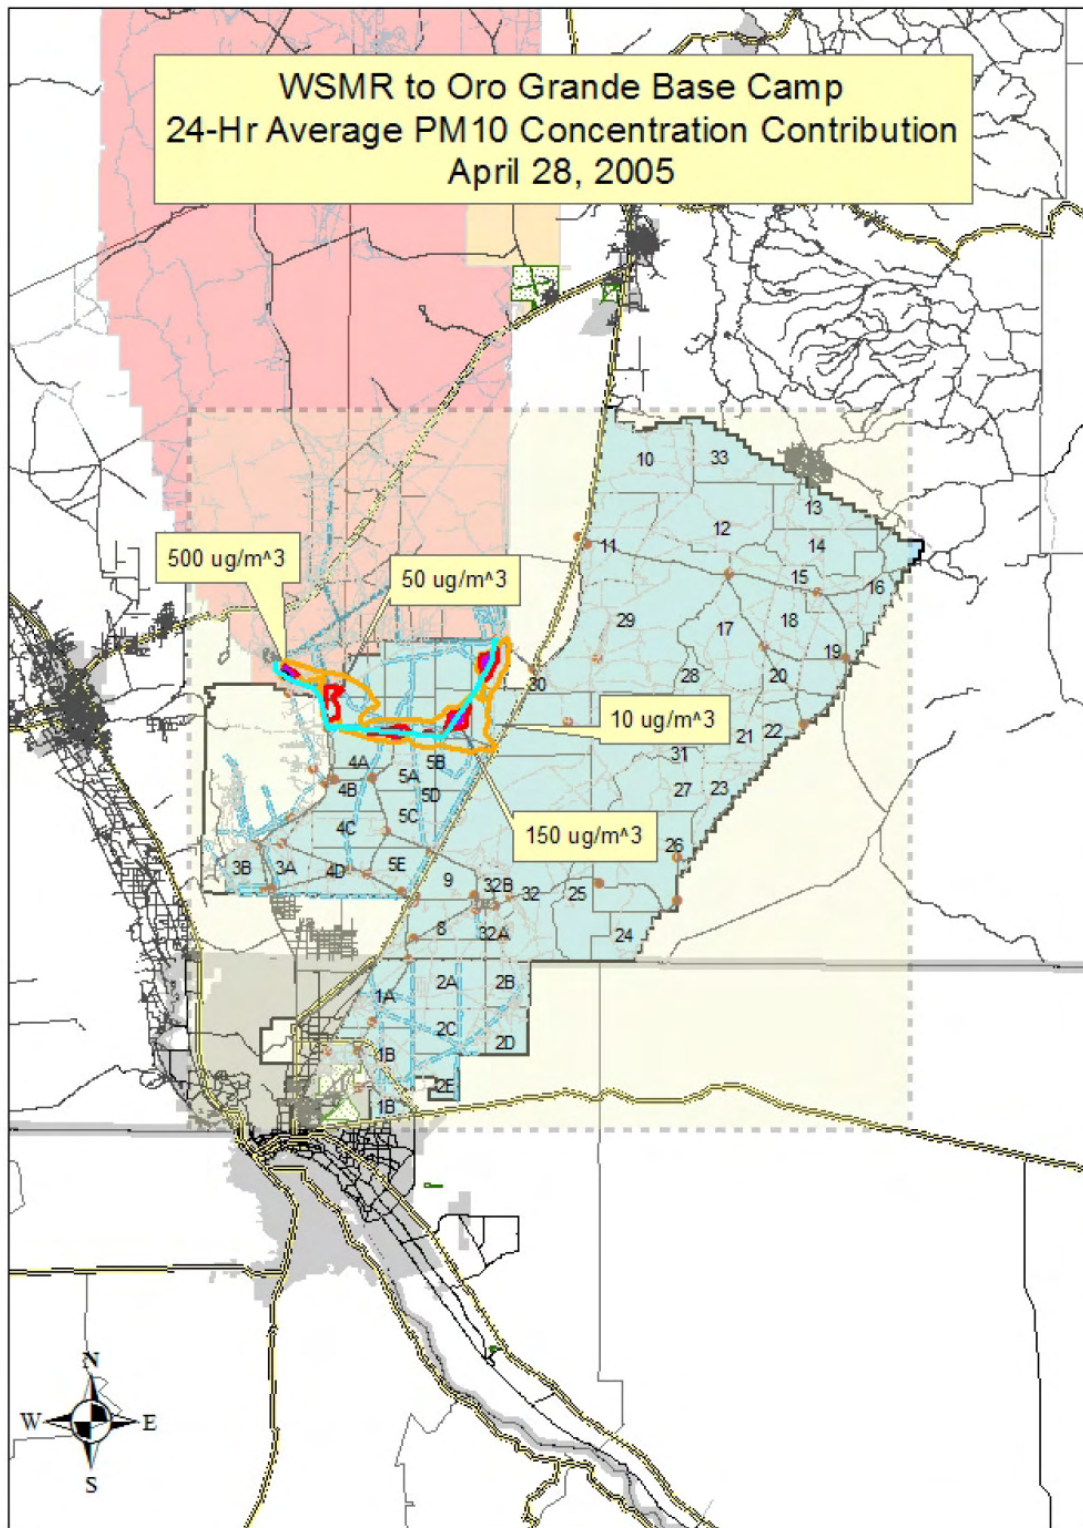 WSMR to Oro Grande Base Camp
24-Hr Average PM10 Concentration Contribution
April 28, 2005
10
33
13
12
14
11
15
16
500 ug/m^3
50 ug/m^3
29
17
18
19
30
28
20
10 ug/m^3
21
22
31
5B
4A
5A
4B
5D
27
23
5C
4C
150 ug/m^3
26
3B
3A
4D
5E
9
32B
32
25
8
32A
24
2A
2B
1A
2C
2D
1B
2E
1B
N
W
E
S